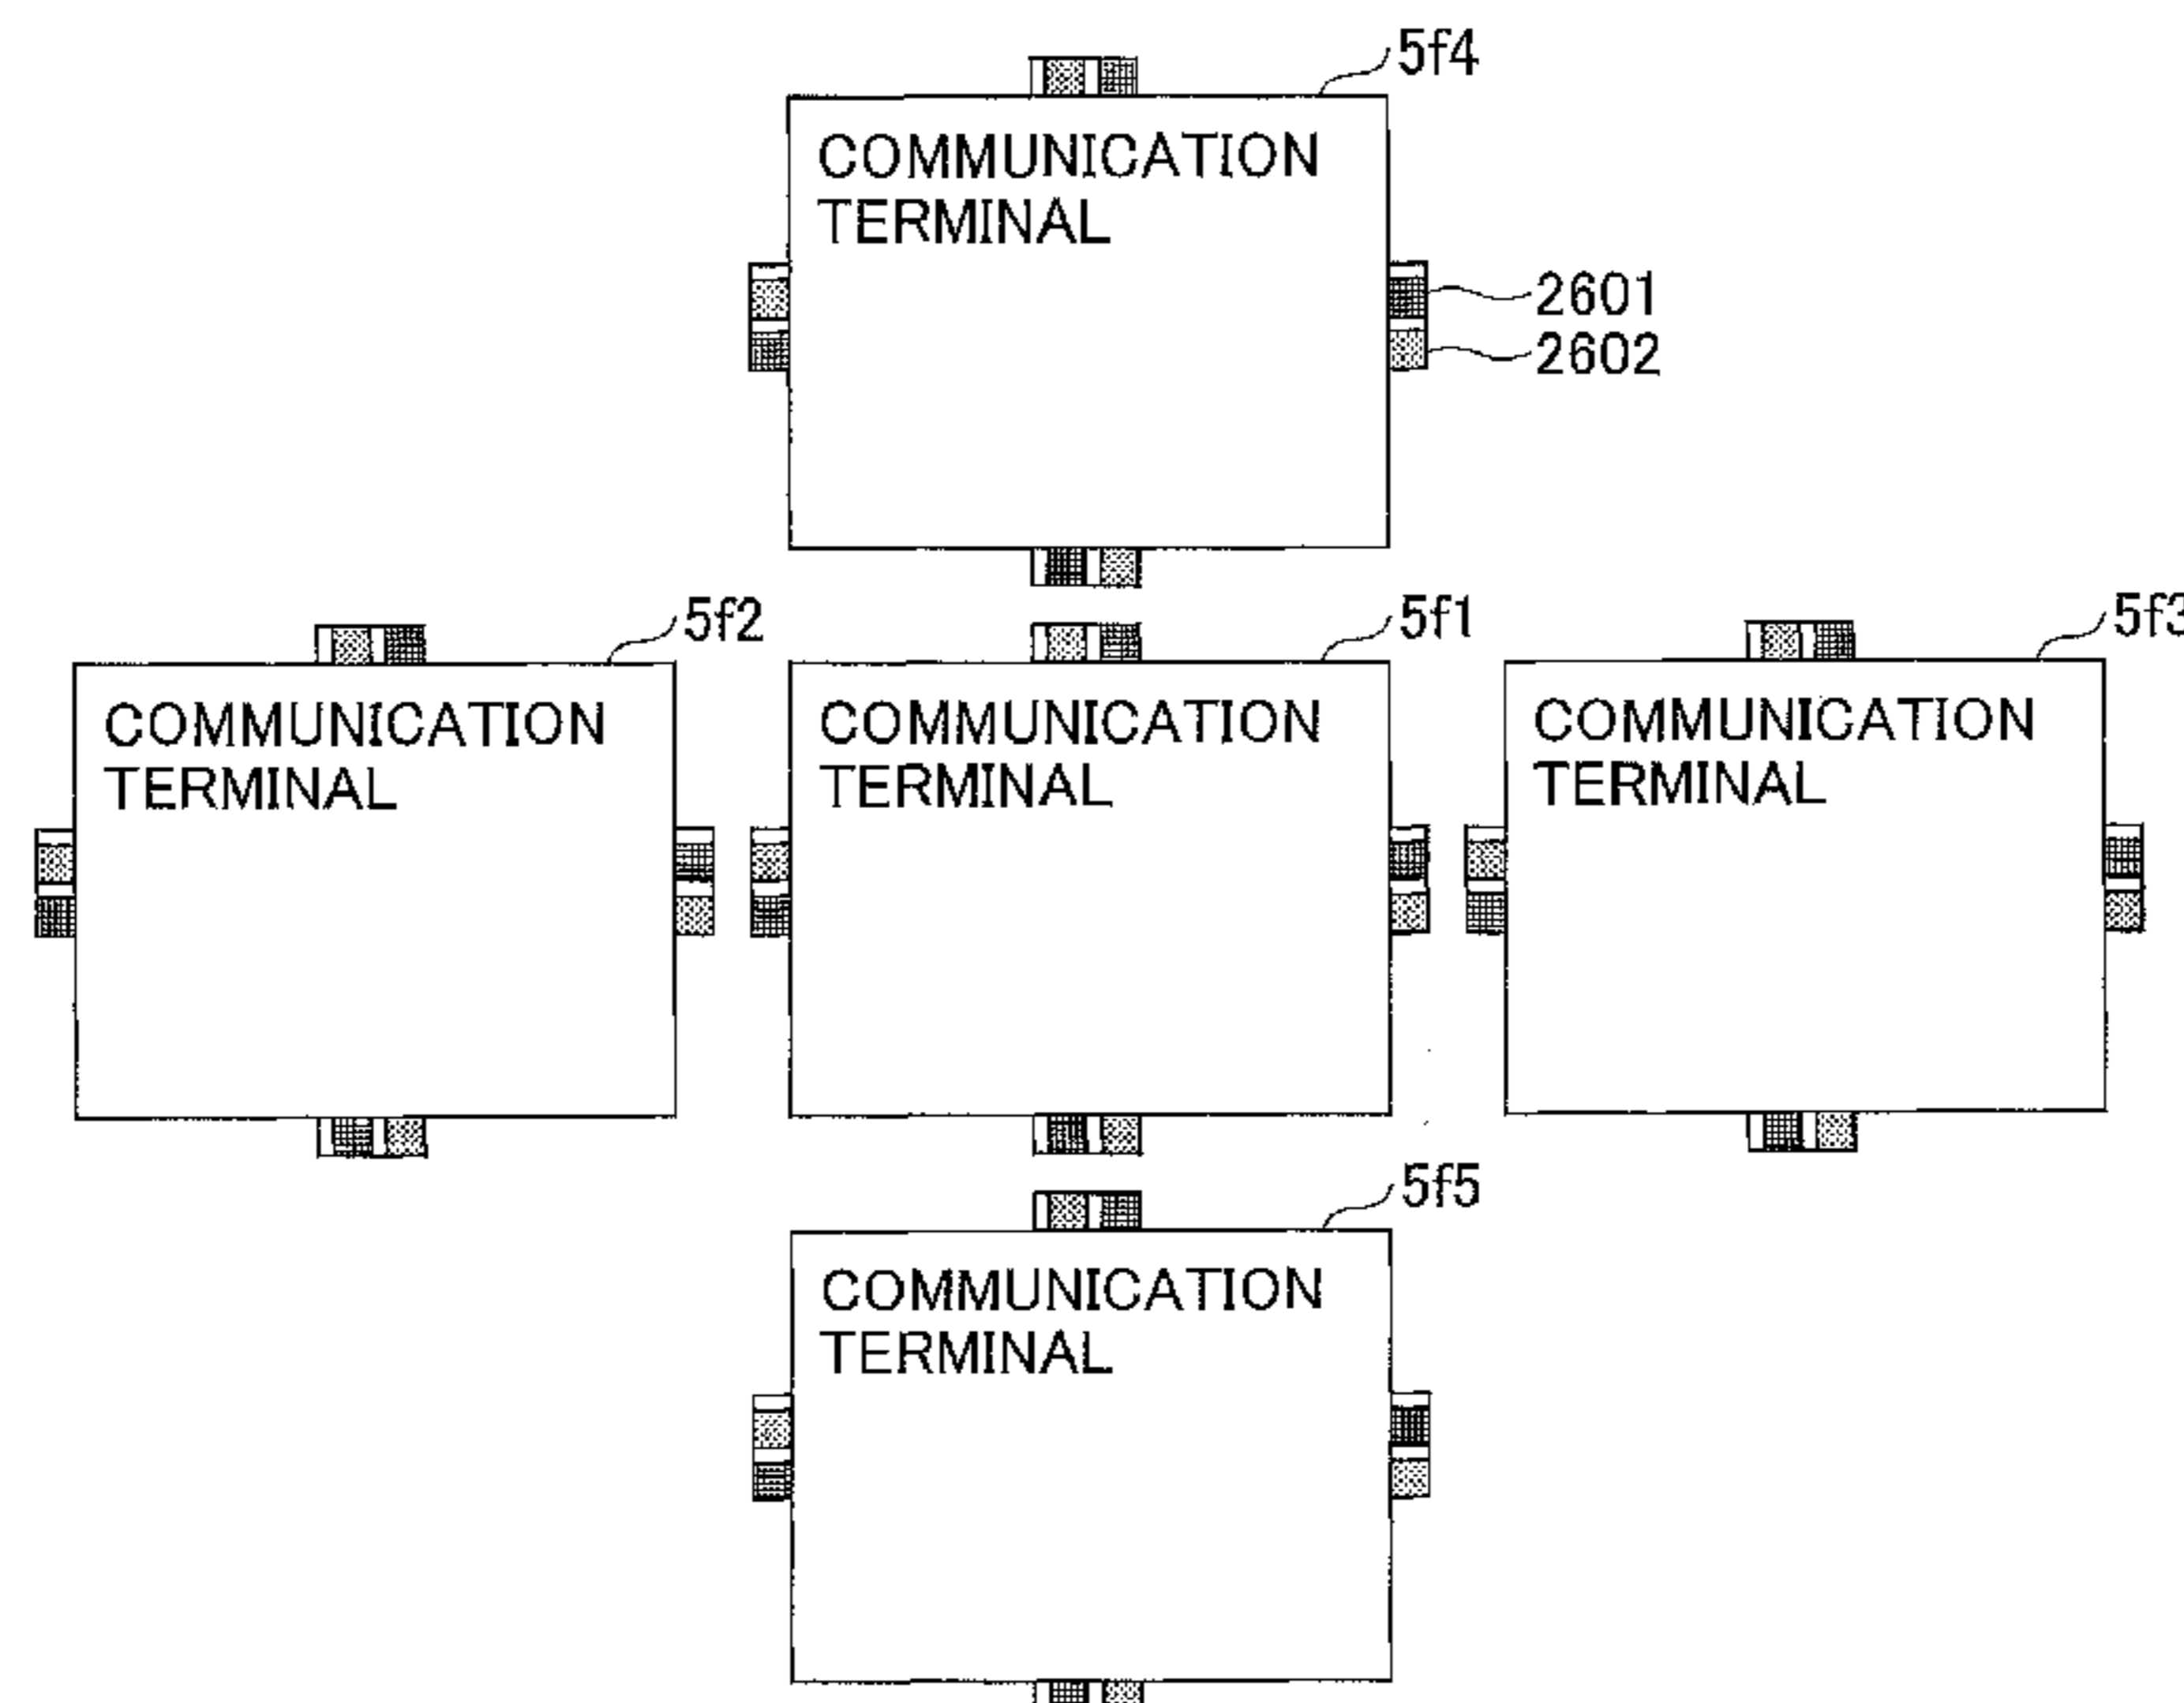 5f4
COMMUNICATION
TERMINAL
2601
2602
5f2
5f1
5f3
COMMUNICATION
TERMINAL
COMMUNICATION
TERMINAL
COMMUNICATION
TERMINAL
5f5
COMMUNICATION
TERMINAL